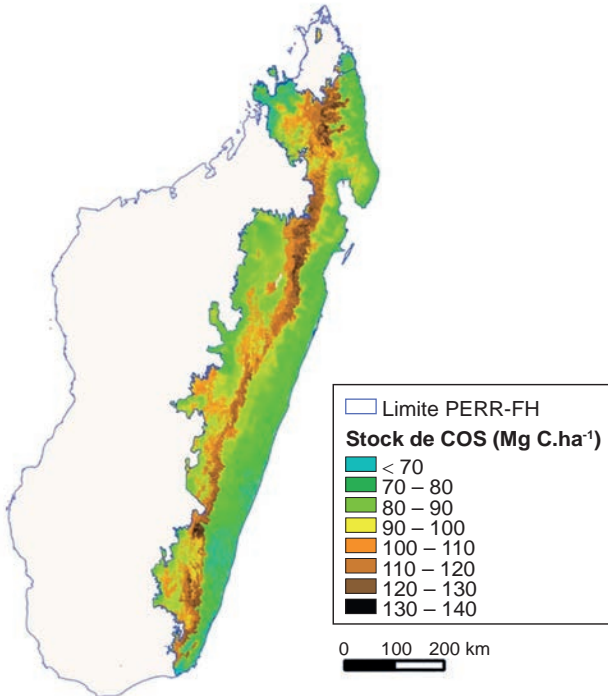 Limite PERR-FH
Stock de COS (Mg C.ha⁻¹)
< 70
70 – 80
80 – 90
90 – 100
100 – 110
110 – 120
120 – 130
130 – 140
0 100 200 km